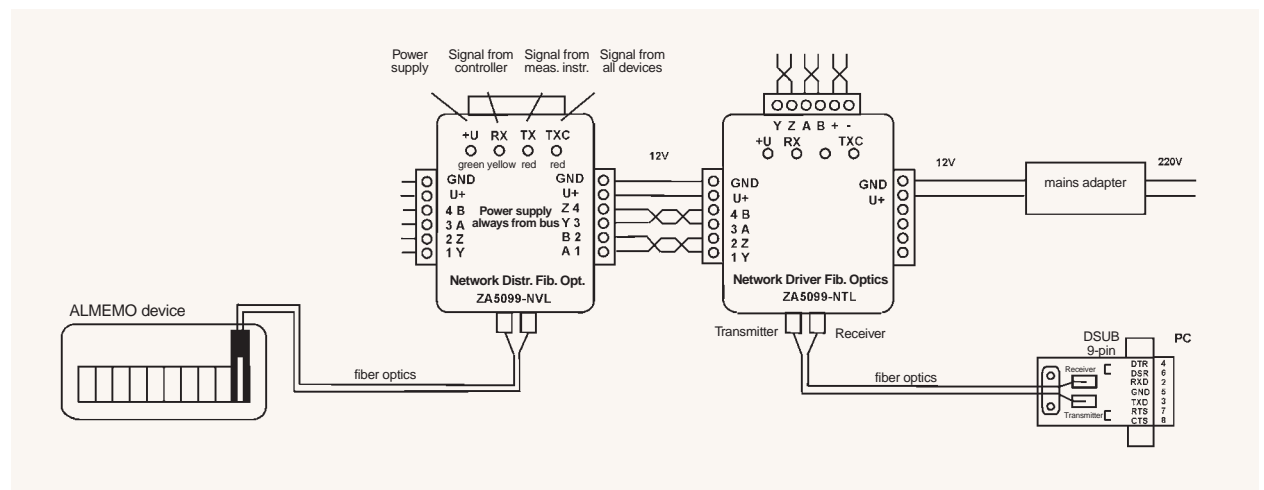 Power
supply
Signal from
controller
Signal from
meas. instr.
Signal from
all devices
+U RX TX TXC
green yellow red red
GND
U+
4 B
3 A
2 Z
1 Y
Power supply
always from bus
GND
U+
Z 4
Y 3
B 2
A 1
Network Distr. Fib. Opt.
ZA5099-NVL
12V
Y Z A B + -
+U RX TXC
GND
U+
4 B
3 A
2 Z
1 Y
GND
U+
Network Driver Fib. Optics
ZA5099-NTL
12V
mains adapter
220V
Transmitter
Receiver
ALMEMO device
fiber optics
fiber optics
DSUB
9-pin
PC
Receiver
Transmitter
DTR 4
DSR 6
RXD 2
GND 5
TXD 3
RTS 7
CTS 8